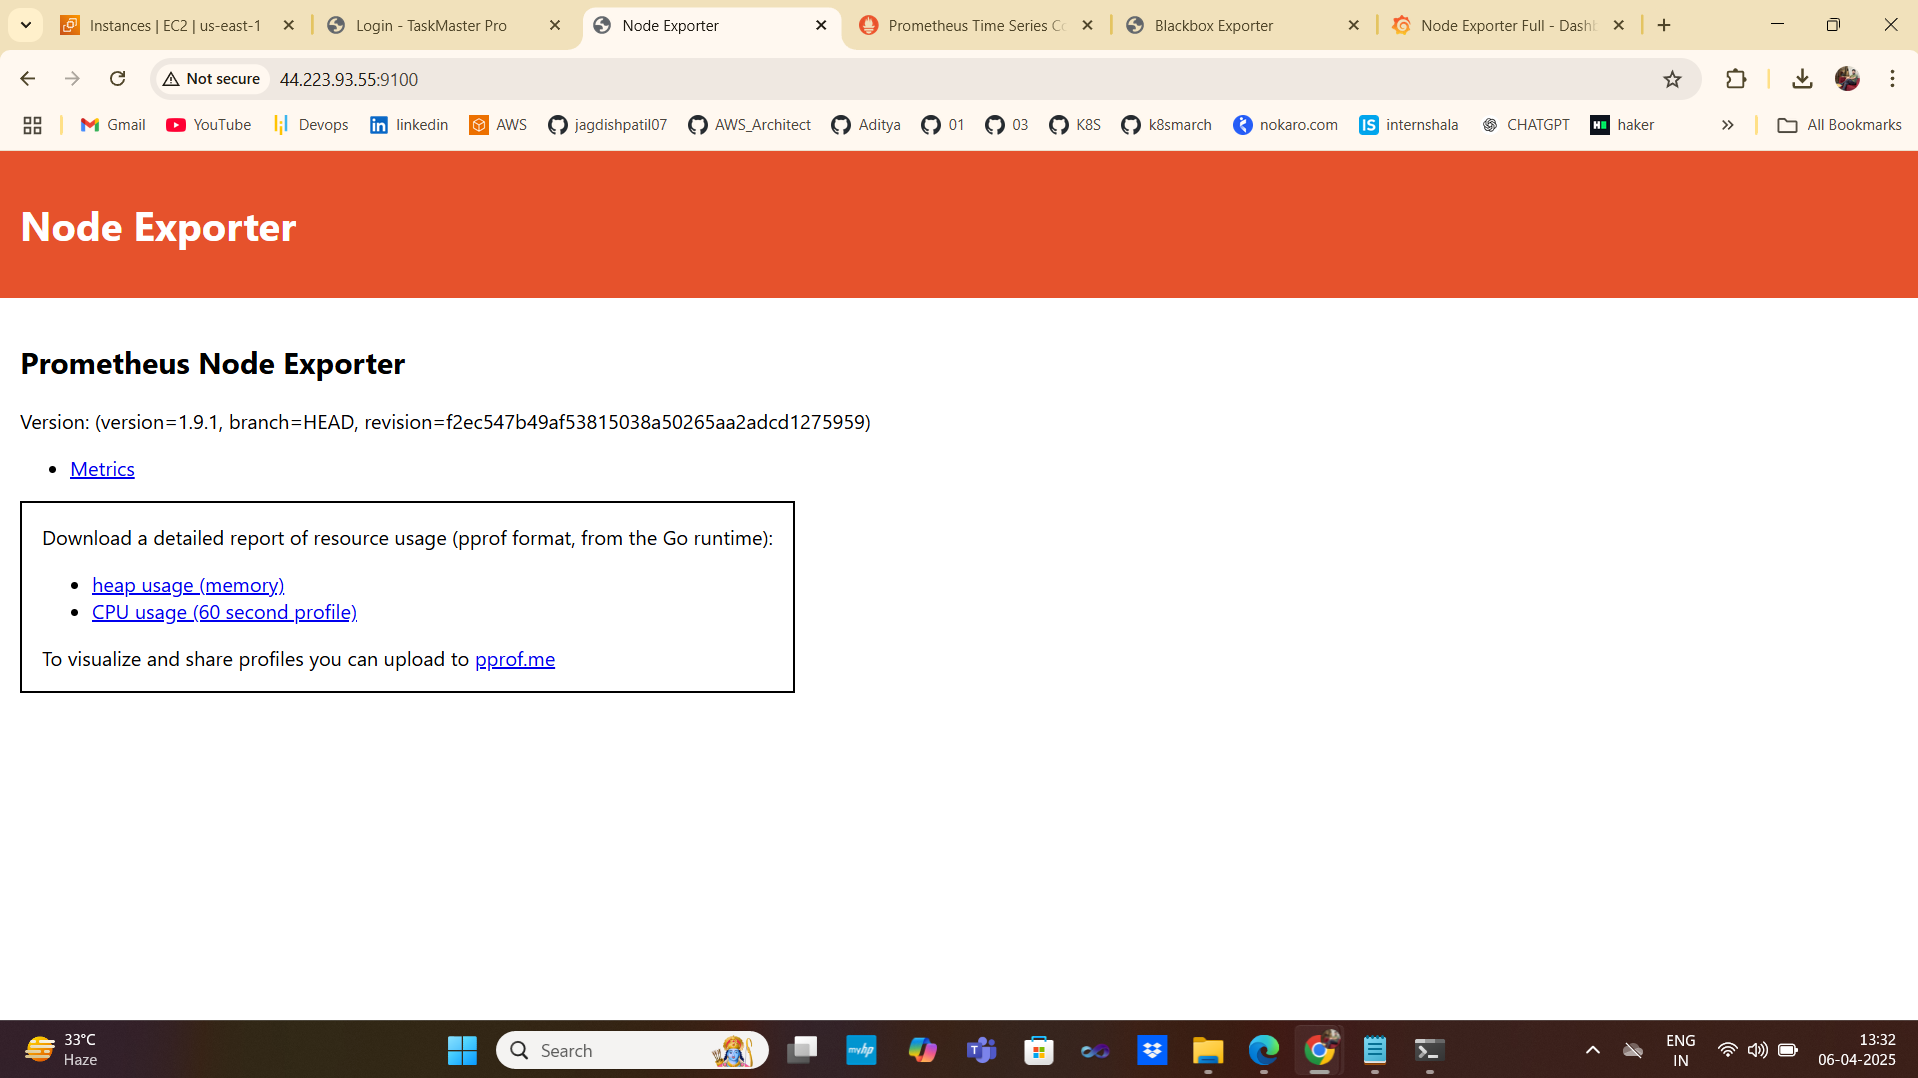 Instances | EC2 | us-east-1
Login - TaskMaster Pro
Node Exporter
Prometheus Time Series Co
Blackbox Exporter
Node Exporter Full - Dashb
Not secure
44.223.93.55:9100
Gmail
YouTube
Devops
linkedin
AWS
jagdishpatil07
AWS_Architect
Aditya
01
03
K8S
k8smarch
nokaro.com
IS internshala
CHATGPT
haker
All Bookmarks
Node Exporter
Prometheus Node Exporter
Version: (version=1.9.1, branch=HEAD, revision=f2ec547b49af53815038a50265aa2adcd1275959)
Metrics
Download a detailed report of resource usage (pprof format, from the Go runtime):
heap usage (memory)
CPU usage (60 second profile)
To visualize and share profiles you can upload to pprof.me
33°C
Haze
Search
myhp
ENG
IN
13:32
06-04-2025